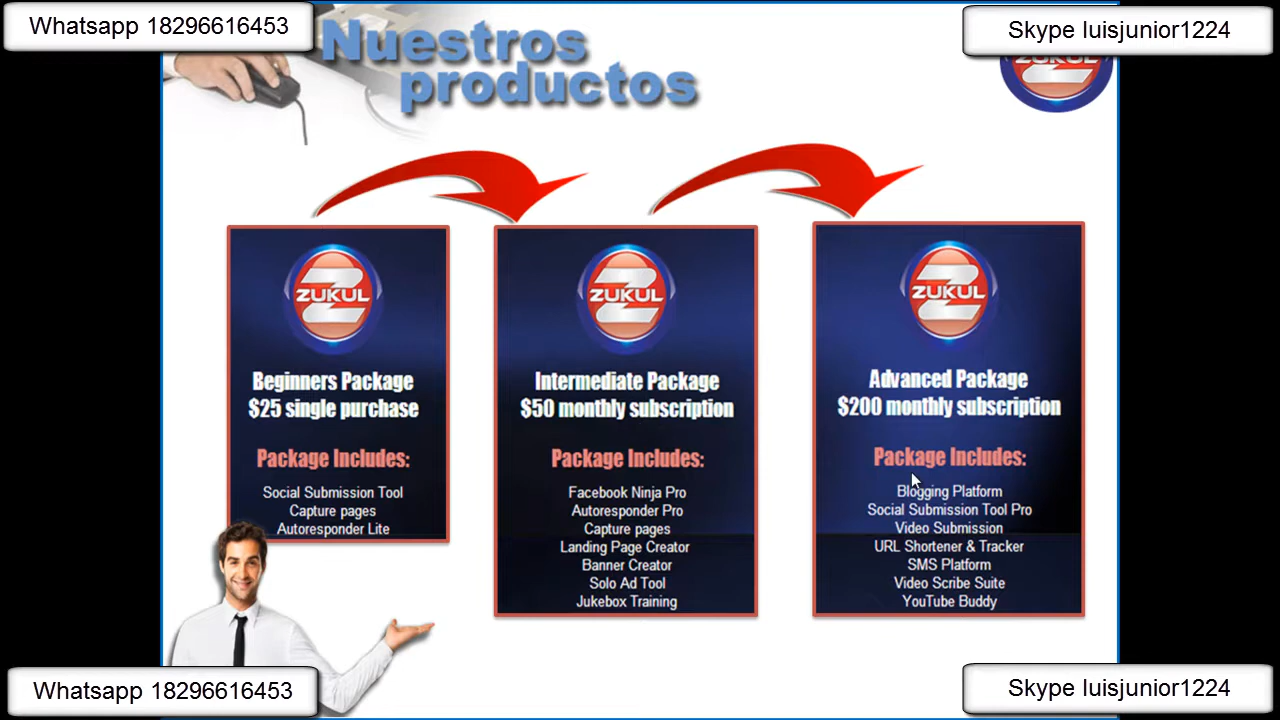 Whatsapp 18296616453
Skype luisjunior1224
Nuestros
productos
ZUKUL
ZUKUL
Beginners Package
$25 single purchase
Package Includes:
Social Submission Tool
Capture pages
Autoresponder Lite
ZUKUL
Intermediate Package
$50 monthly subscription
Package Includes:
Facebook Ninja Pro
Autoresponder Pro
Capture pages
Landing Page Creator
Banner Creator
Solo Ad Tool
Jukebox Training
ZUKUL
Advanced Package
$200 monthly subscription
Package Includes:
Blogging Platform
Social Submission Tool Pro
Video Submission
URL Shortener & Tracker
SMS Platform
Video Scribe Suite
YouTube Buddy
Whatsapp 18296616453
Skype luisjunior1224